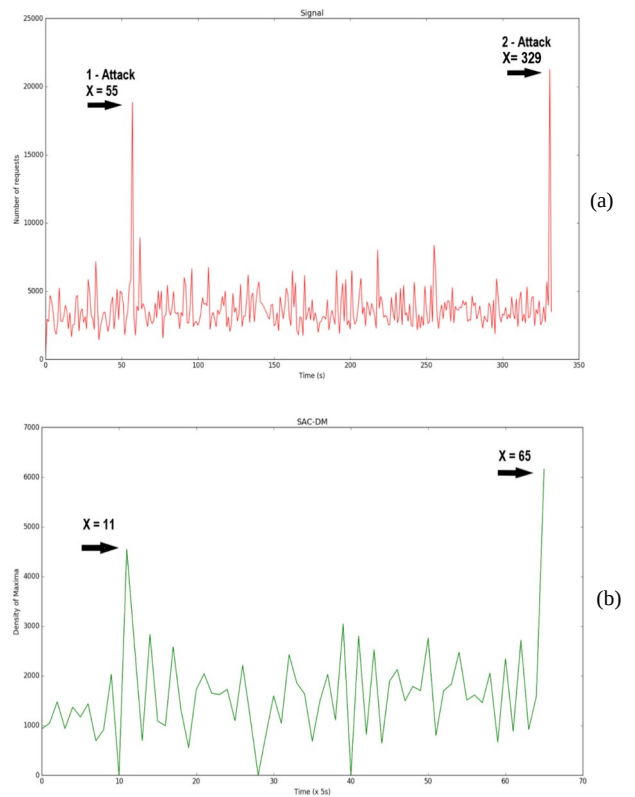 Signal
25000
20000
15000
10000
5000
0
Number of requests
1 - Attack
X = 55
2 - Attack
X= 329
0 50 100 150 200 250 300 350
Time (s)
(a)
SAC-DM
7000
6000
5000
4000
3000
2000
1000
0
Density of Maxima
X = 11
X = 65
0 10 20 30 40 50 60 70
Time (x 5s)
(b)